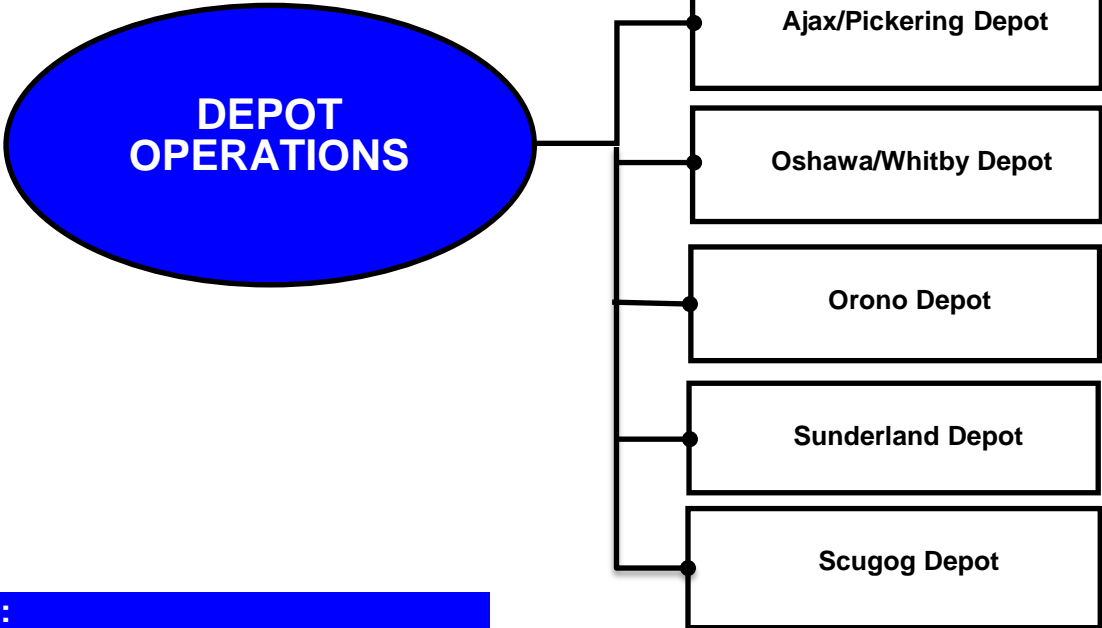 DEPOT
OPERATIONS
Ajax/Pickering Depot
Oshawa/Whitby Depot
Orono Depot
Sunderland Depot
Scugog Depot
: